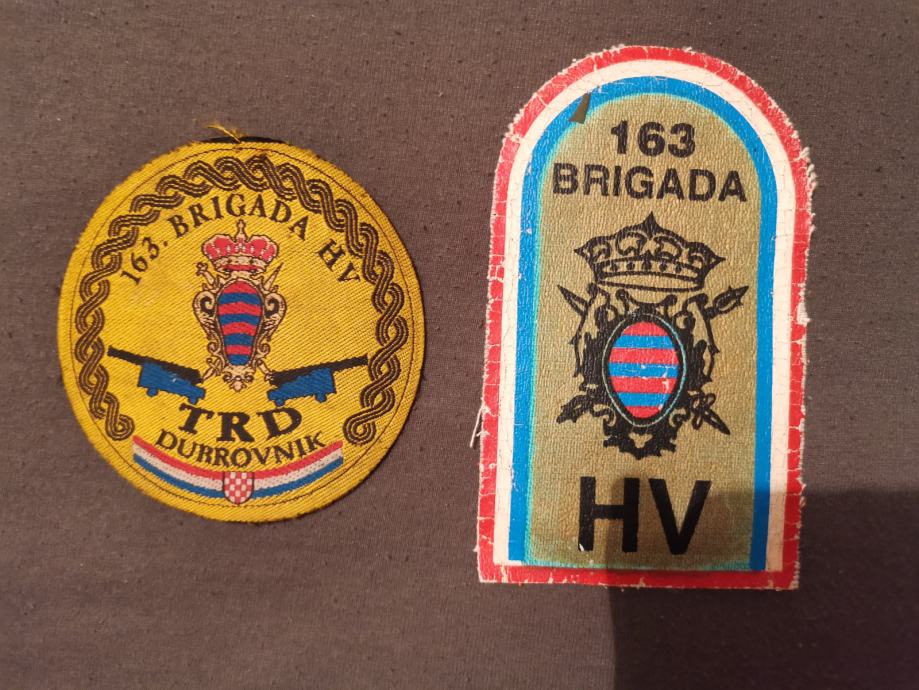 163. BRIGADA HV
TRD
DUBROVNIK
163
BRIGADA
HV